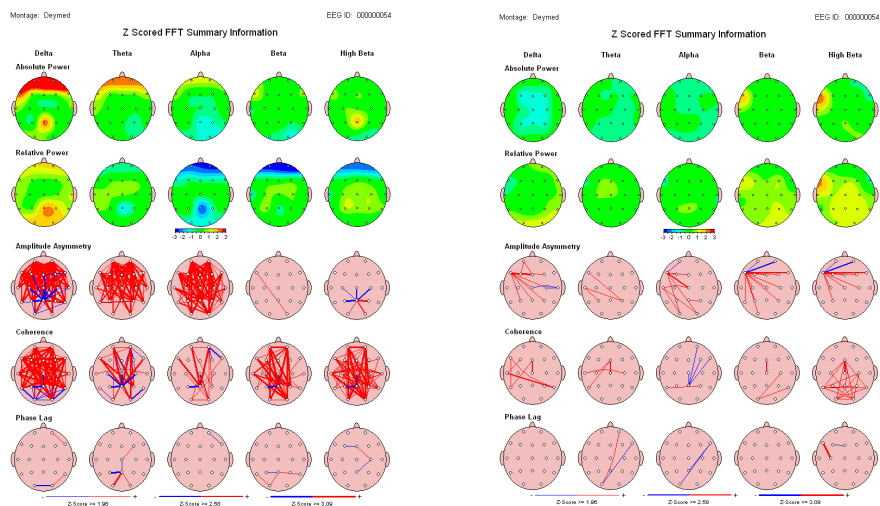 Montage: Deymed EEG ID: 000000054
Z Scored FFT Summary Information
Delta Theta Alpha Beta High Beta
Absolute Power
Relative Power
-3 -2 -1 0 1 2 3
Amplitude Asymmetry
Coherence
Phase Lag
- + - + - +
Z-Score >= 1.96 Z-Score >= 2.58 Z-Score >= 3.09
Montage: Deymed EEG ID: 000000054
Z Scored FFT Summary Information
Delta Theta Alpha Beta High Beta
Absolute Power
Relative Power
-3 -2 -1 0 1 2 3
Amplitude Asymmetry
Coherence
Phase Lag
- + - + - +
Z-Score >= 1.96 Z-Score >= 2.58 Z-Score >= 3.09